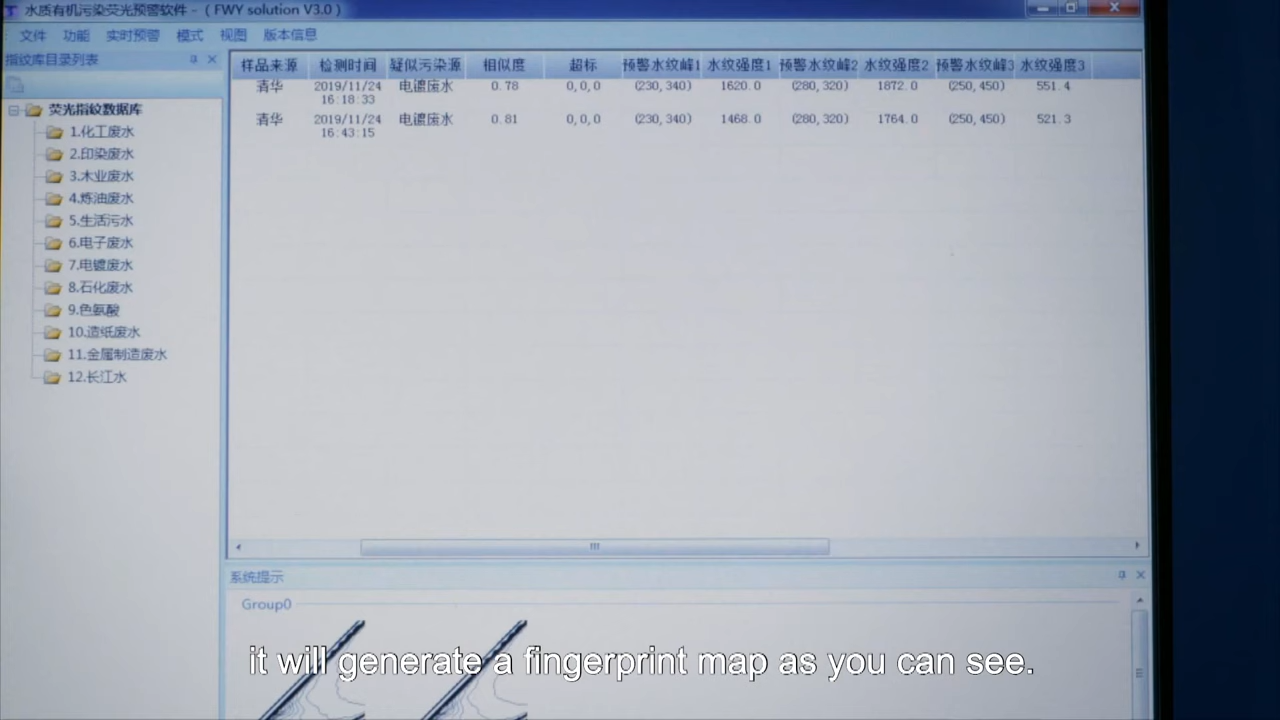 水质有机污染荧光预警软件 - ( FWY solution V3.0 )
文件 功能 实时预警 模式 视图 版本信息
指纹库目录列表
荧光指纹数据库
1.化工废水
2.印染废水
3.木业废水
4.炼油废水
5.生活污水
6.电子废水
7.电镀废水
8.石化废水
9.色氨酸
10.造纸废水
11.金属制造废水
12.长江水
样品来源 检测时间 疑似污染源 相似度 超标 预警水纹峰1 水纹强度1 预警水纹峰2 水纹强度2 预警水纹峰3 水纹强度3
清华 2019/11/24 16:18:33 电镀废水 0.78 0,0,0 (230,340) 1620.0 (280,320) 1872.0 (250,450) 551.4
清华 2019/11/24 16:43:15 电镀废水 0.81 0,0,0 (230,340) 1468.0 (280,320) 1764.0 (250,450) 521.3
系统提示
Group0
it will generate a fingerprint map as you can see.